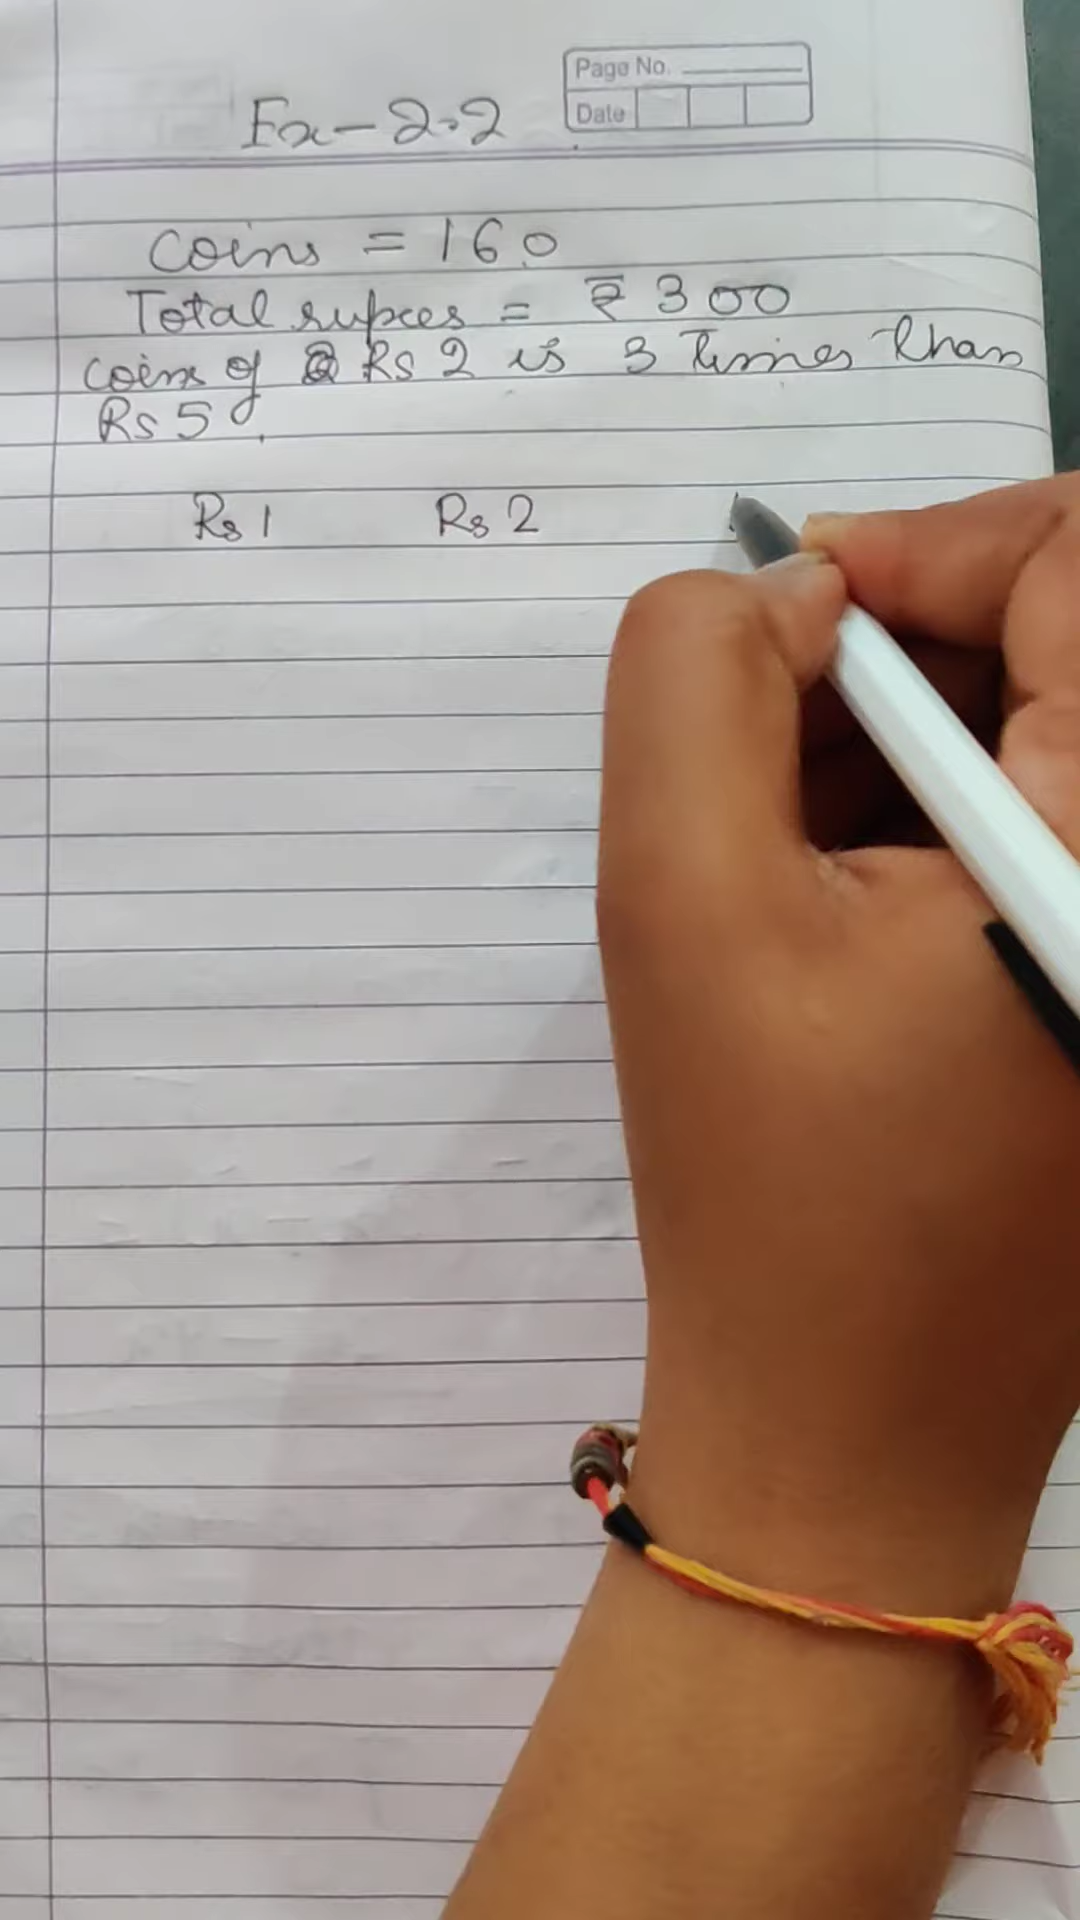 Page No.
Date
Ex - 2.2
Coins = 160
Total rupees = ₹ 300
coins of Rs 2 is 3 Times than
Rs 5.
Rs 1 Rs 2